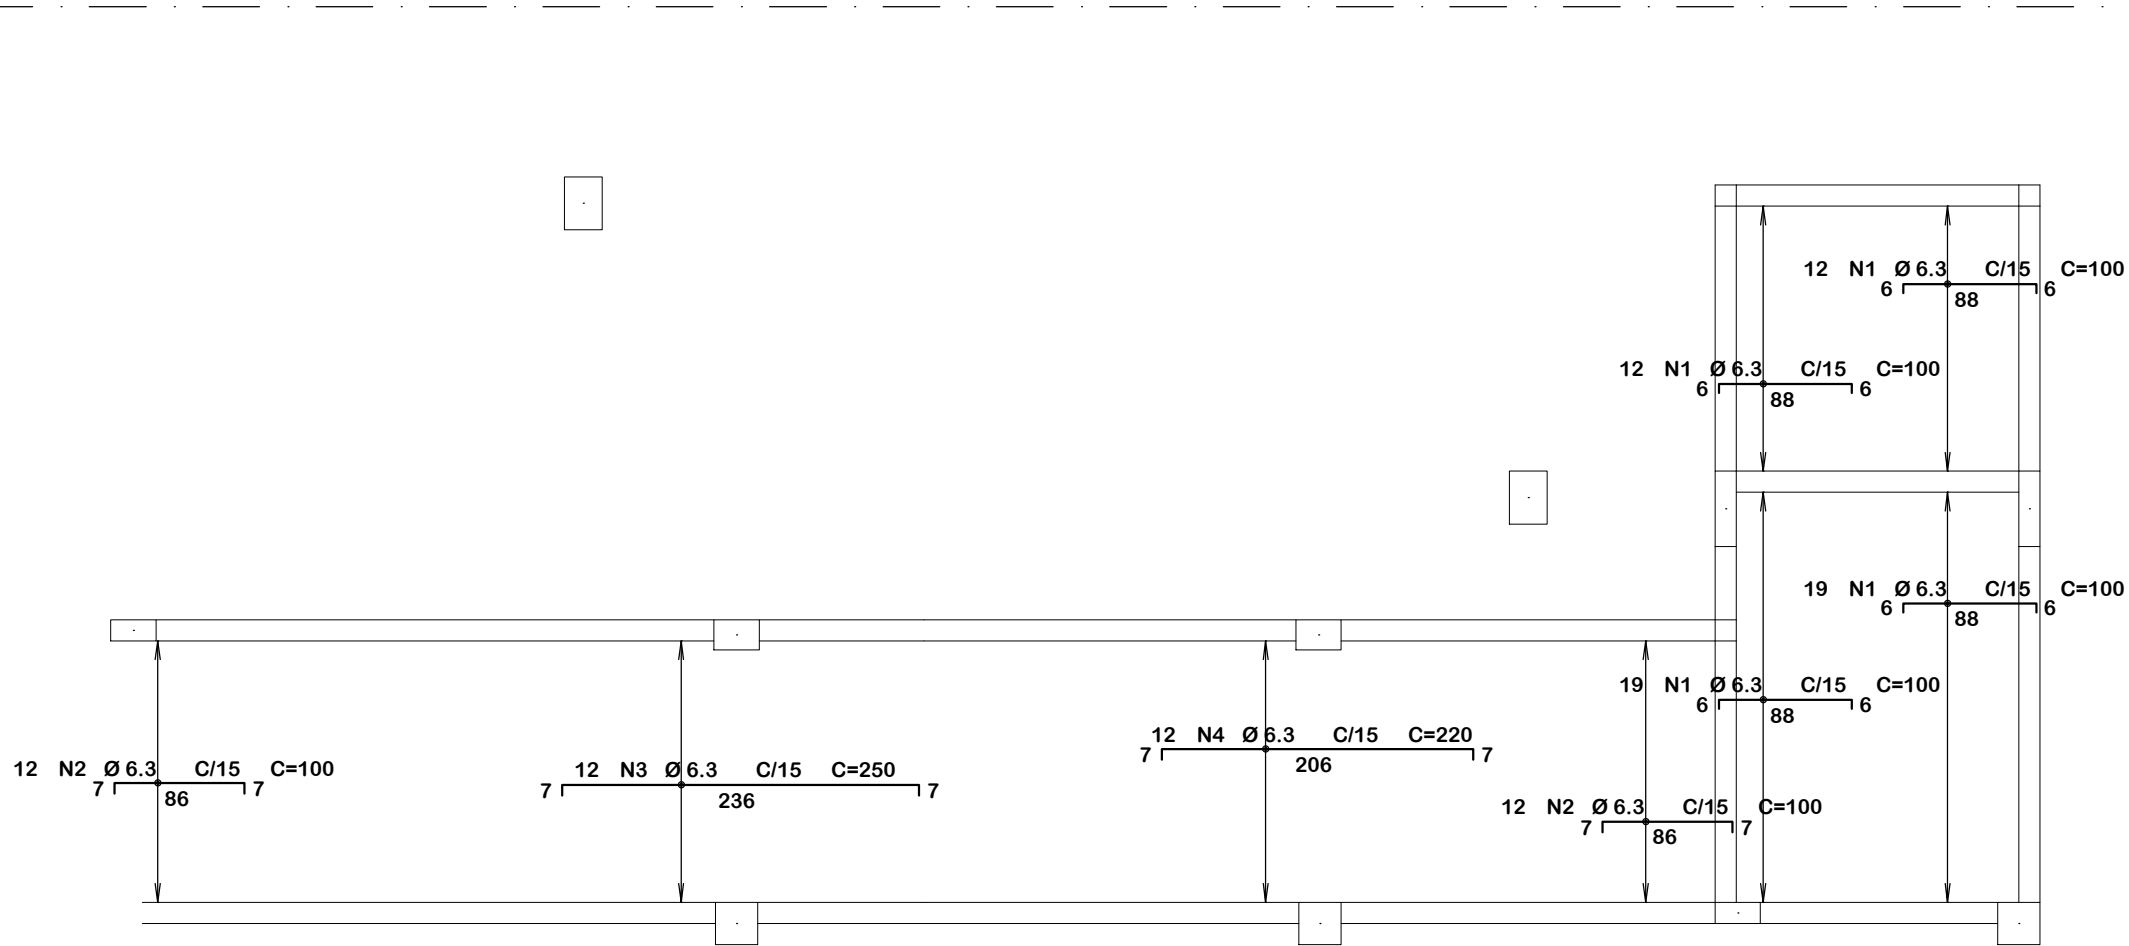 12 N1 Ø 6.3 C/15 C=100
6 88 6
12 N1 Ø 6.3 C/15 C=100
6 88 6
19 N1 Ø 6.3 C/15 C=100
6 88 6
19 N1 Ø 6.3 C/15 C=100
6 88 6
12 N4 Ø 6.3 C/15 C=220
7 206 7
12 N2 Ø 6.3 C/15 C=100
7 86 7
12 N3 Ø 6.3 C/15 C=250
7 236 7
12 N2 Ø 6.3 C/15 C=100
7 86 7